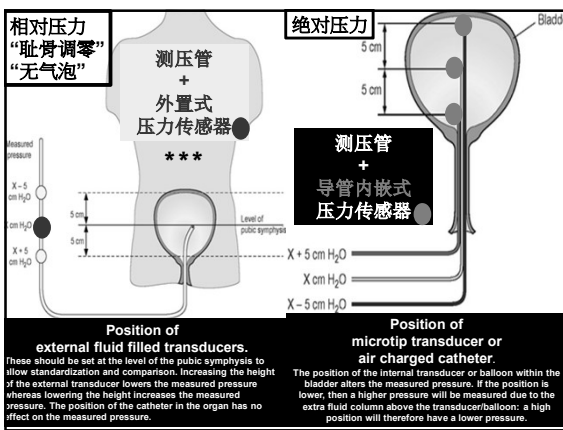 相对压力
“耻骨调零”
“无气泡”
测压管
+
外置式
压力传感器
***
Measured
pressure
X – 5
cm H2O
5 cm
X cm H2O
Level of
pubic symphysis
5 cm
X + 5
cm H2O
Position of
external fluid filled transducers.
These should be set at the level of the pubic symphysis to
allow standardization and comparison. Increasing the height
of the external transducer lowers the measured pressure
whereas lowering the height increases the measured
pressure. The position of the catheter in the organ has no
effect on the measured pressure.
绝对压力
Bladder
5 cm
5 cm
测压管
+
导管内嵌式
压力传感器
X + 5 cm H2O
X cm H2O
X – 5 cm H2O
Position of
microtip transducer or
air charged catheter.
The position of the internal transducer or balloon within the
bladder alters the measured pressure. If the position is
lower, then a higher pressure will be measured due to the
extra fluid column above the transducer/balloon: a high
position will therefore have a lower pressure.